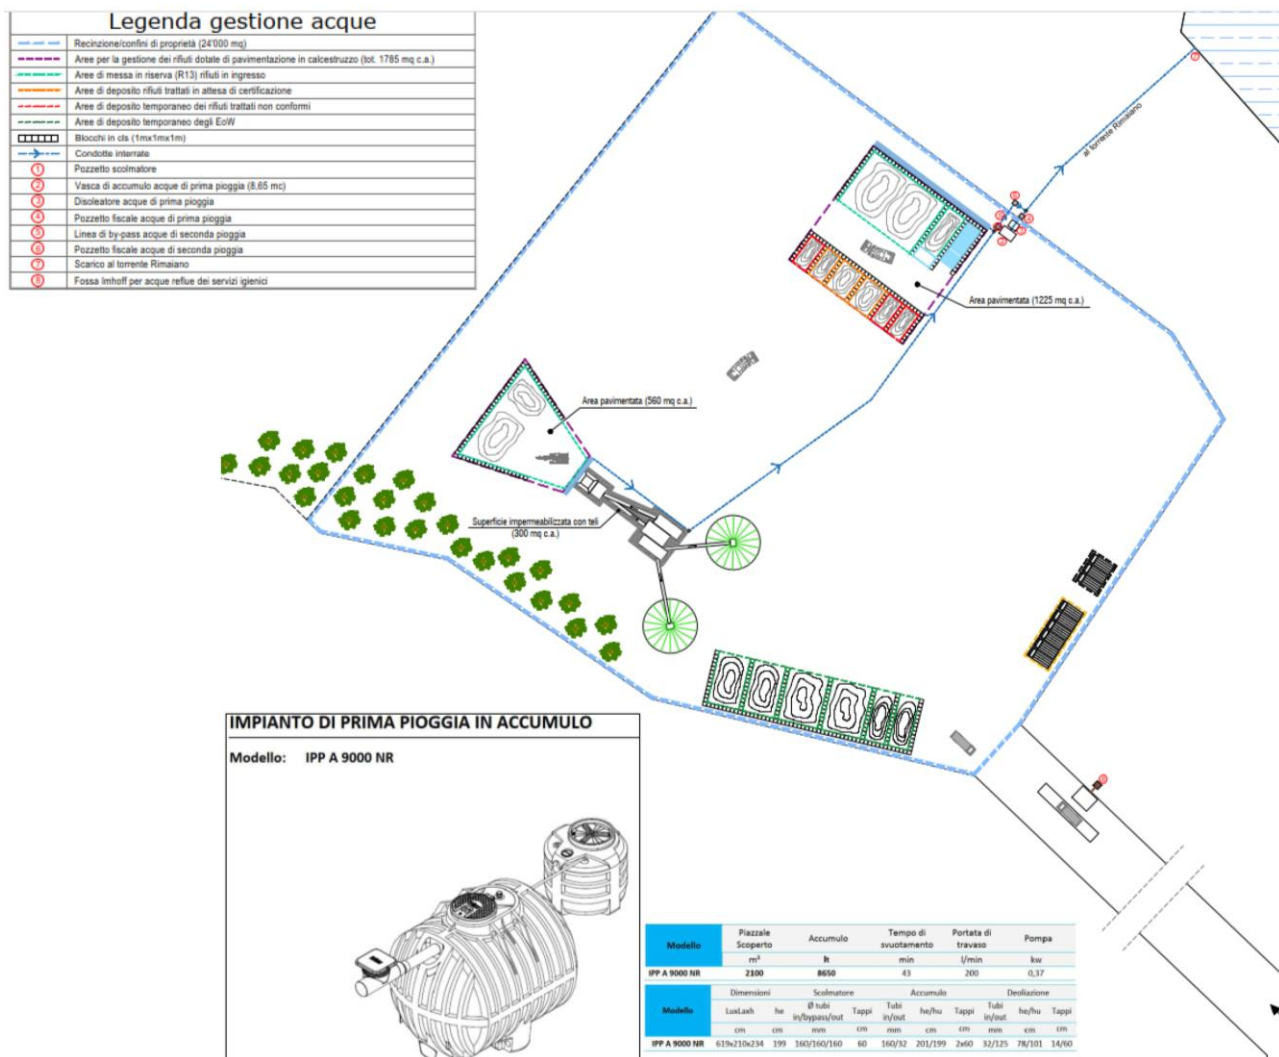 Legenda gestione acque
Recinzione/confini di proprietà (24'000 mq)
Aree per la gestione dei rifiuti dotate di pavimentazione in calcestruzzo (tot. 1785 mq c.a.)
Aree di messa in riserva (R13) rifiuti in ingresso
Aree di deposito rifiuti trattati in attesa di certificazione
Aree di deposito temporaneo dei rifiuti trattati non conformi
Aree di deposito temporaneo degli EoW
Blocchi in cls (1mx1mx1m)
Condotte interrate
1 Pozzetto scolmatore
2 Vasca di accumulo acque di prima pioggia (8,65 mc)
3 Disoleatore acque di prima pioggia
4 Pozzetto fiscale acque di prima pioggia
5 Linea di by-pass acque di seconda pioggia
6 Pozzetto fiscale acque di seconda pioggia
7 Scarico al torrente Rimaiano
8 Fossa Imhoff per acque reflue dei servizi igienici
7
al torrente Rimaiano
Area pavimentata (1225 mq c.a.)
Area pavimentata (560 mq c.a.)
Superficie impermeabilizzata con teli
(300 mq c.a.)
8
IMPIANTO DI PRIMA PIOGGIA IN ACCUMULO
Modello: IPP A 9000 NR
Modello Piazzale Scoperto Accumulo Tempo di svuotamento Portata di travaso Pompa
m² lt min l/min kw
IPP A 9000 NR 2100 8650 43 200 0,37
Modello Dimensioni Scolmatore Accumulo Deoliazione
LuxLaxh he Ø tubi in/bypass/out Tappi Tubi in/out he/hu Tappi Tubi in/out he/hu Tappi
cm cm mm cm mm cm cm mm cm cm
IPP A 9000 NR 619x210x234 199 160/160/160 60 160/32 201/199 2x60 32/125 78/101 14/60